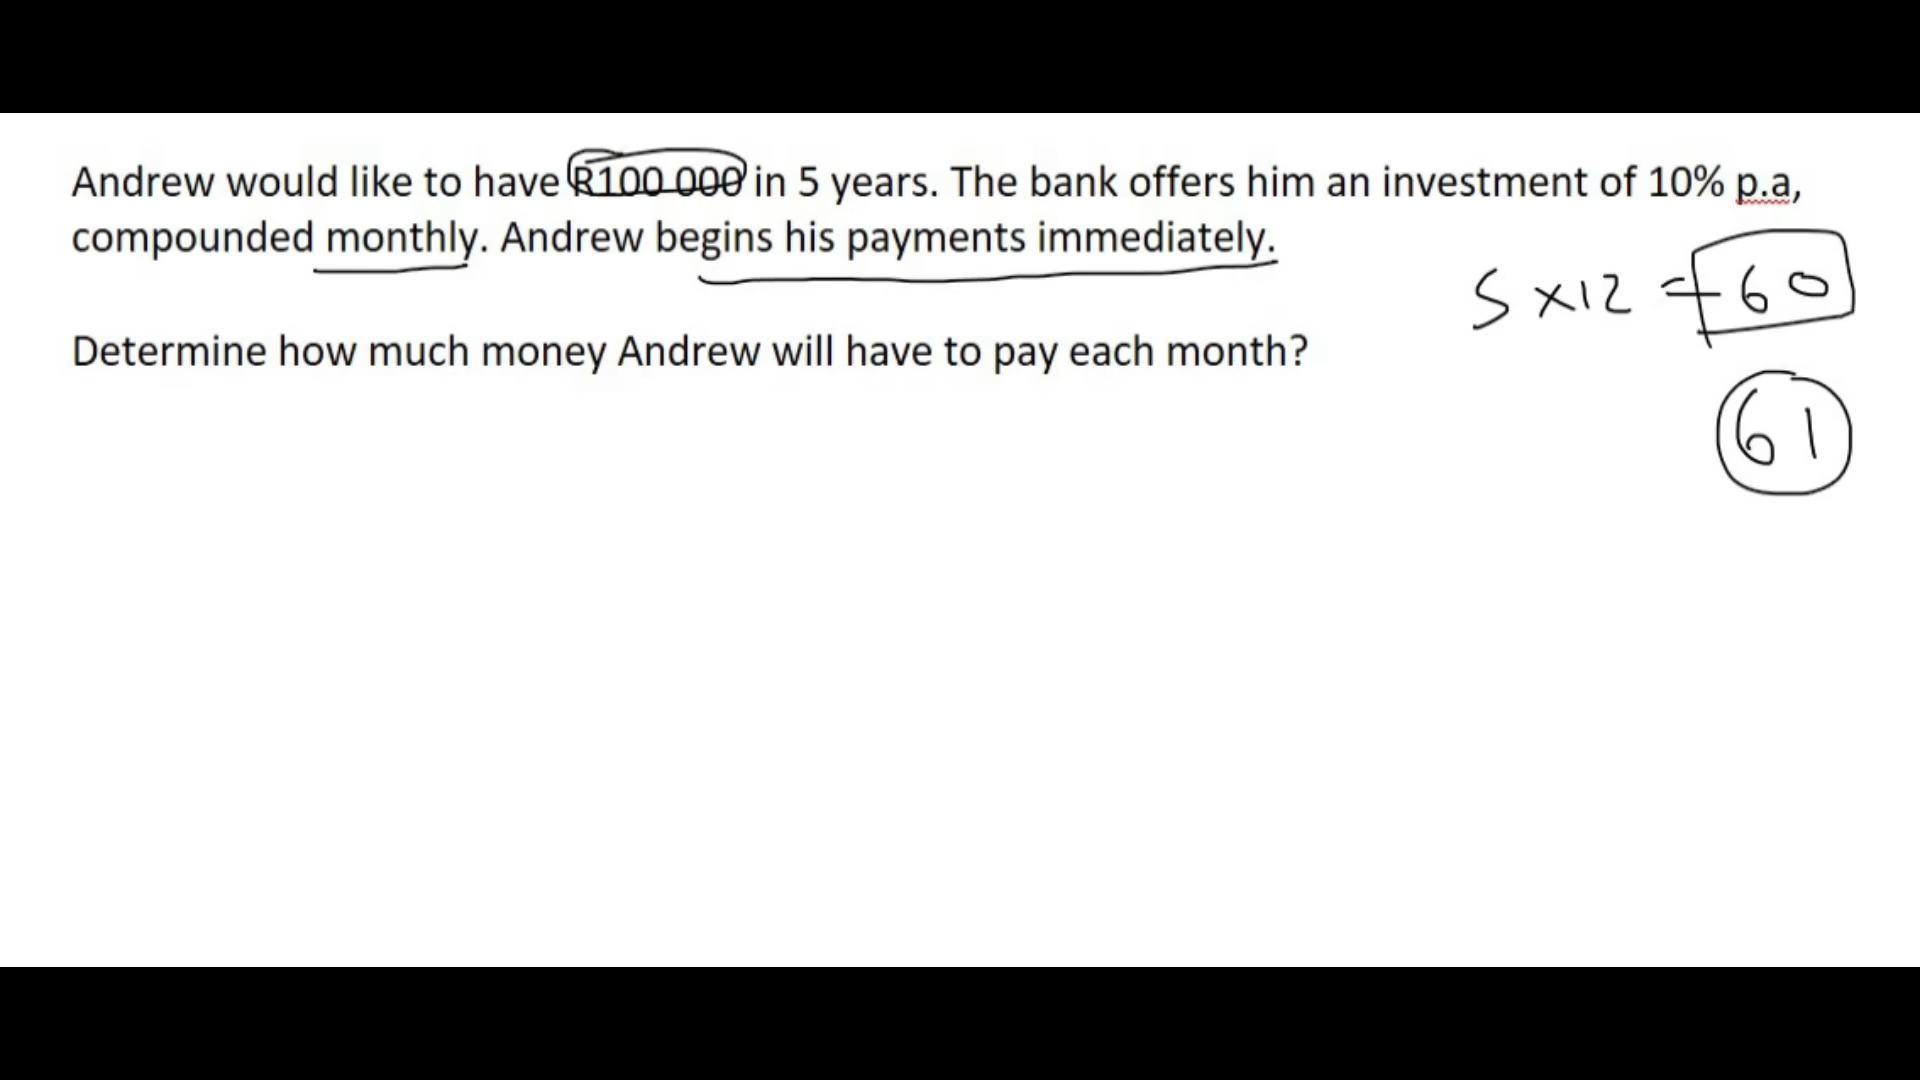 Andrew would like to have R100 000 in 5 years. The bank offers him an investment of 10% p.a,
compounded monthly. Andrew begins his payments immediately.
5 x12 = 60
Determine how much money Andrew will have to pay each month?
61